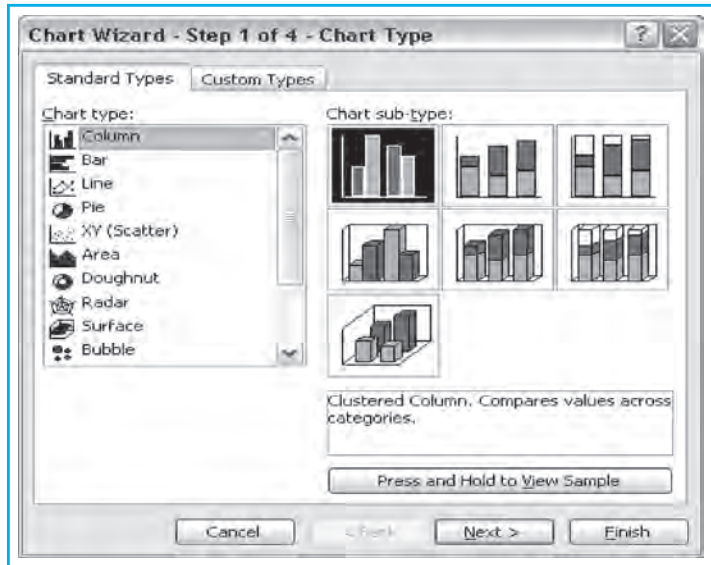 Chart Wizard - Step 1 of 4 - Chart Type
Standard Types
Custom Types
Chart type:
Column
Bar
Line
Pie
XY (Scatter)
Area
Doughnut
Radar
Surface
Bubble
Chart sub-type:
Clustered Column. Compares values across
categories.
Press and Hold to View Sample
Cancel
< Back
Next >
Finish